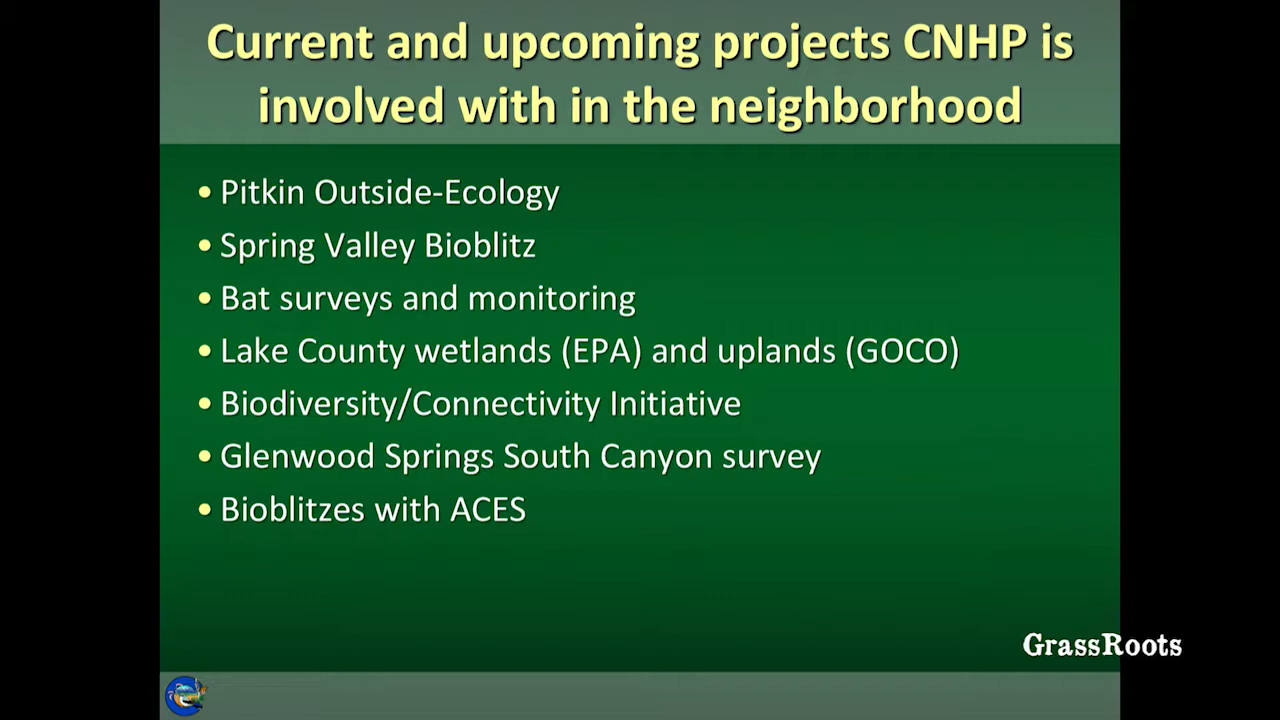 Current and upcoming projects CNHP is
involved with in the neighborhood
• Pitkin Outside-Ecology
• Spring Valley Bioblitz
• Bat surveys and monitoring
• Lake County wetlands (EPA) and uplands (GOCO)
• Biodiversity/Connectivity Initiative
• Glenwood Springs South Canyon survey
• Bioblitzes with ACES
GrassRoots